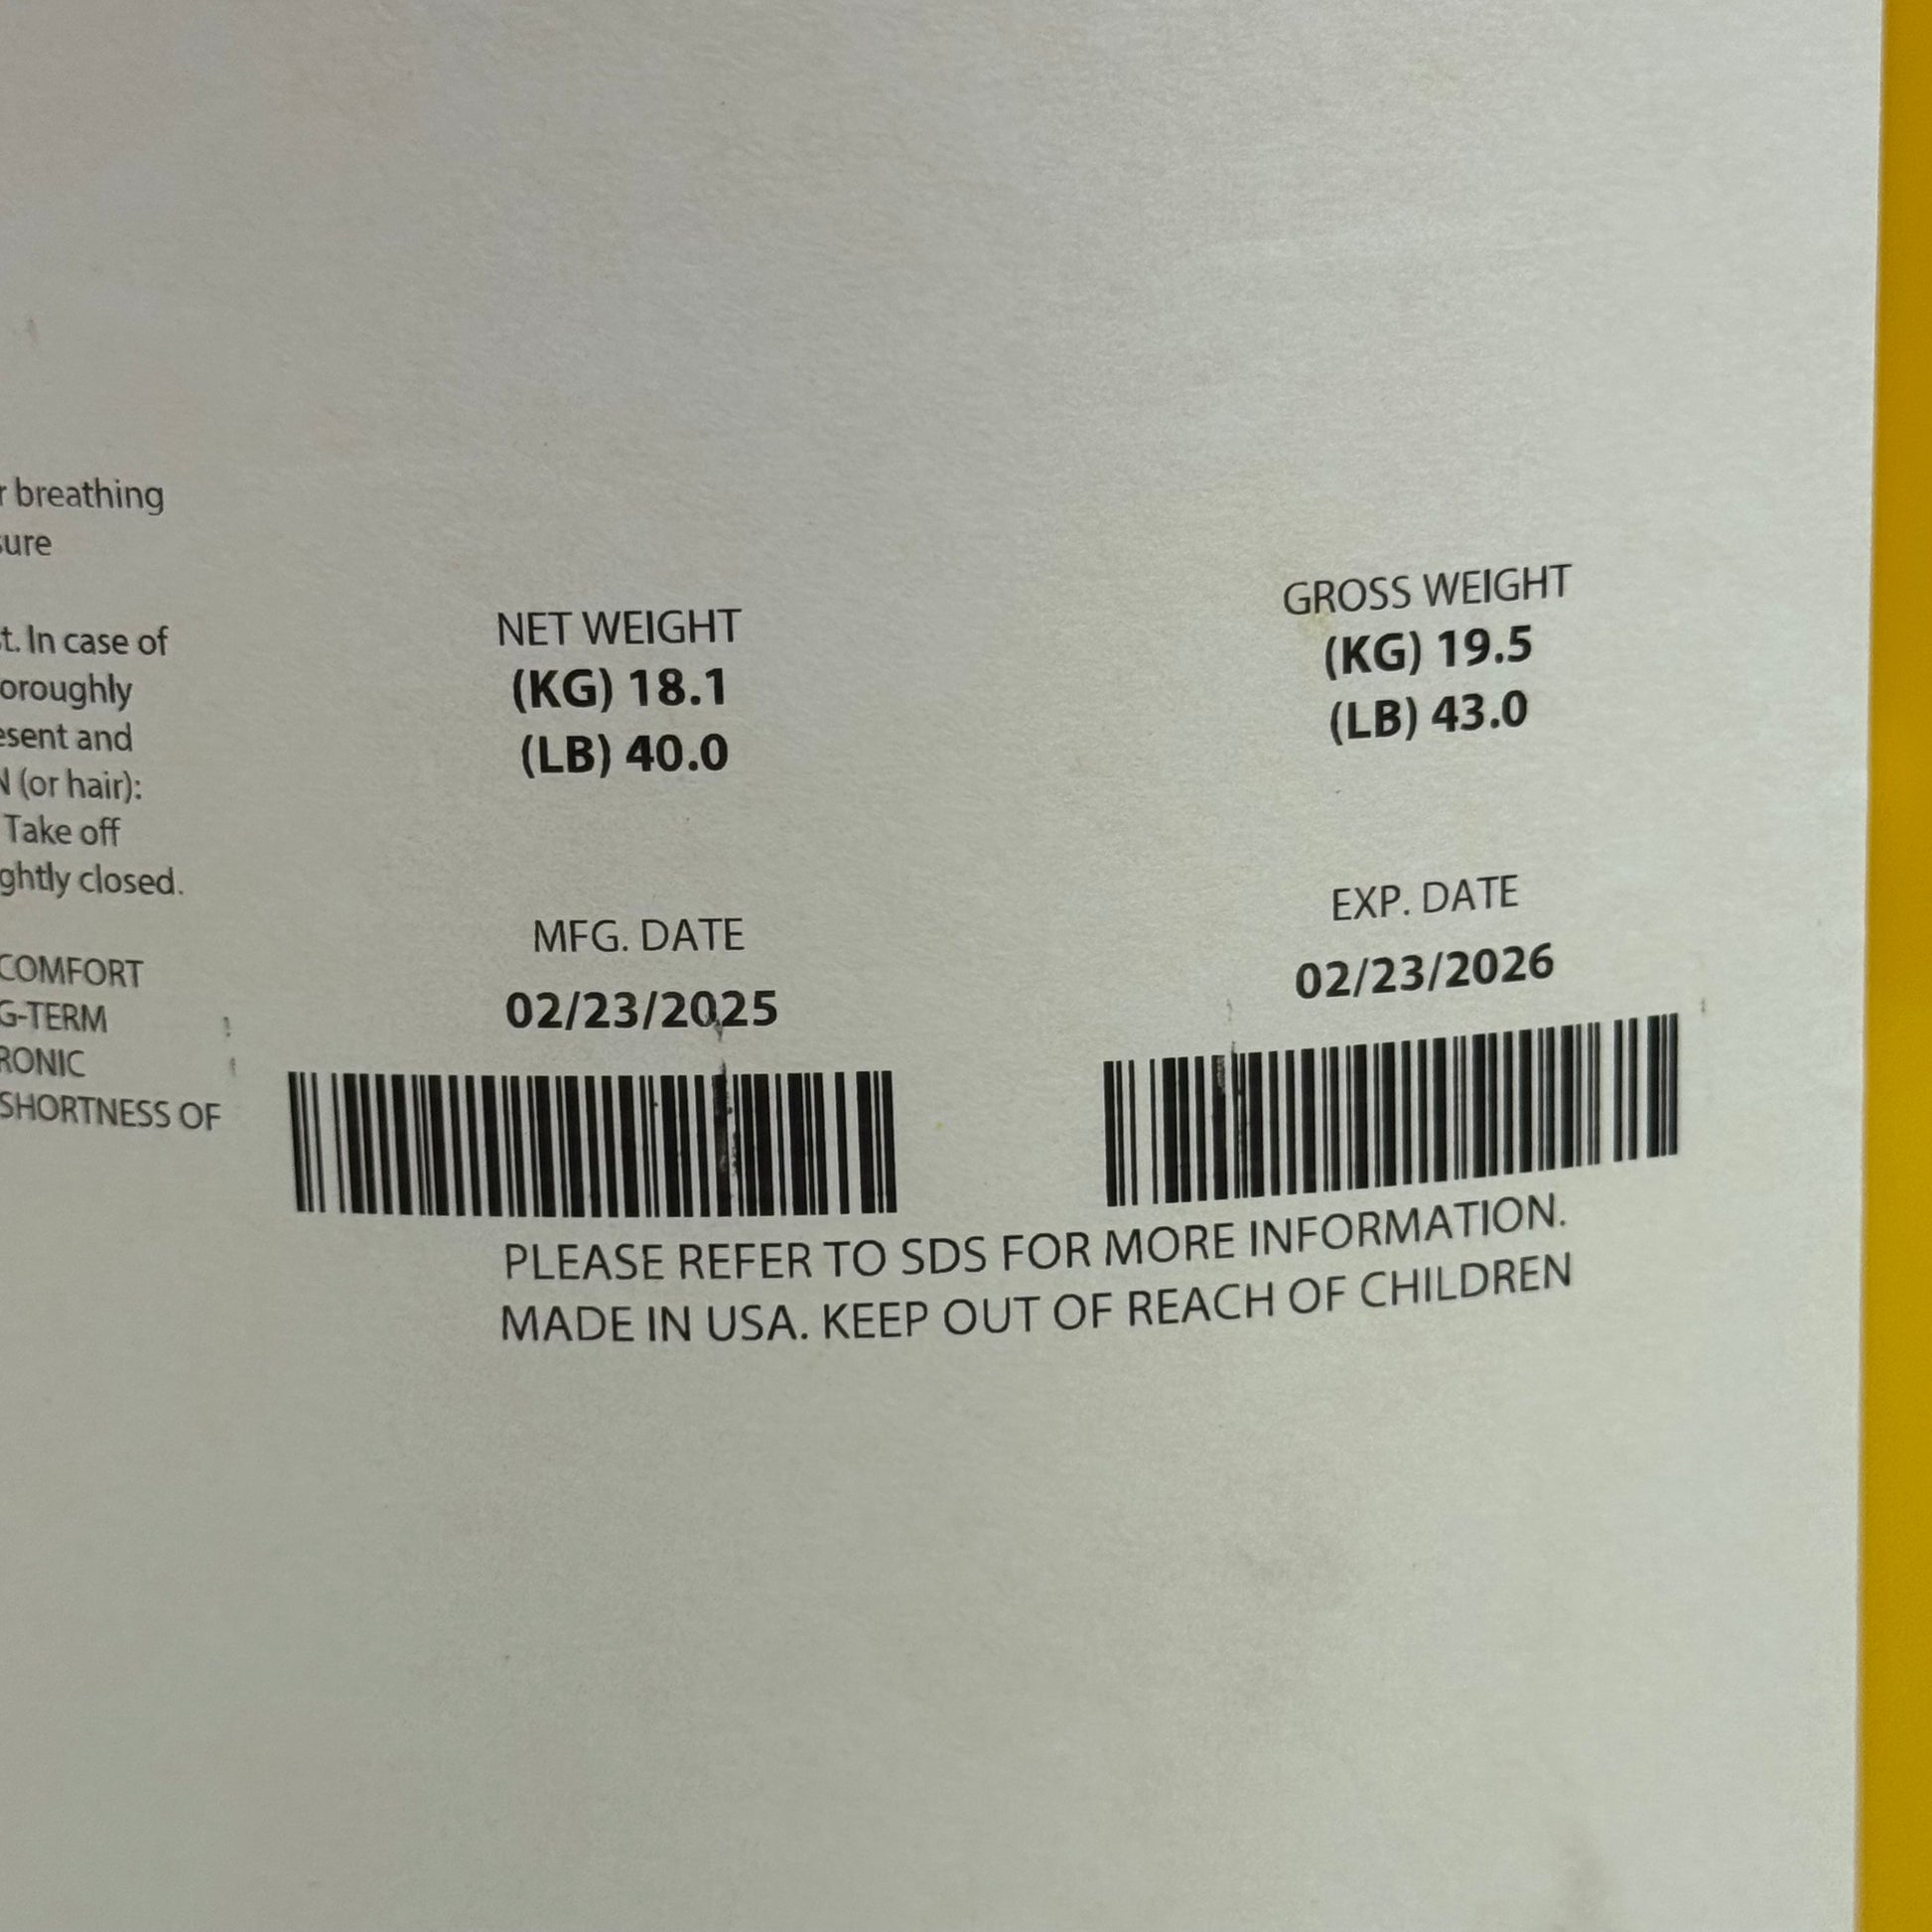 breathing
sure
In case of
oroughly
esent and
N (or hair):
Take off
ghtly closed.
COMFORT
G-TERM
RONIC
SHORTNESS OF
NET WEIGHT
(KG) 18.1
(LB) 40.0
MFG. DATE
02/23/2025
GROSS WEIGHT
(KG) 19.5
(LB) 43.0
EXP. DATE
02/23/2026
PLEASE REFER TO SDS FOR MORE INFORMATION.
MADE IN USA. KEEP OUT OF REACH OF CHILDREN